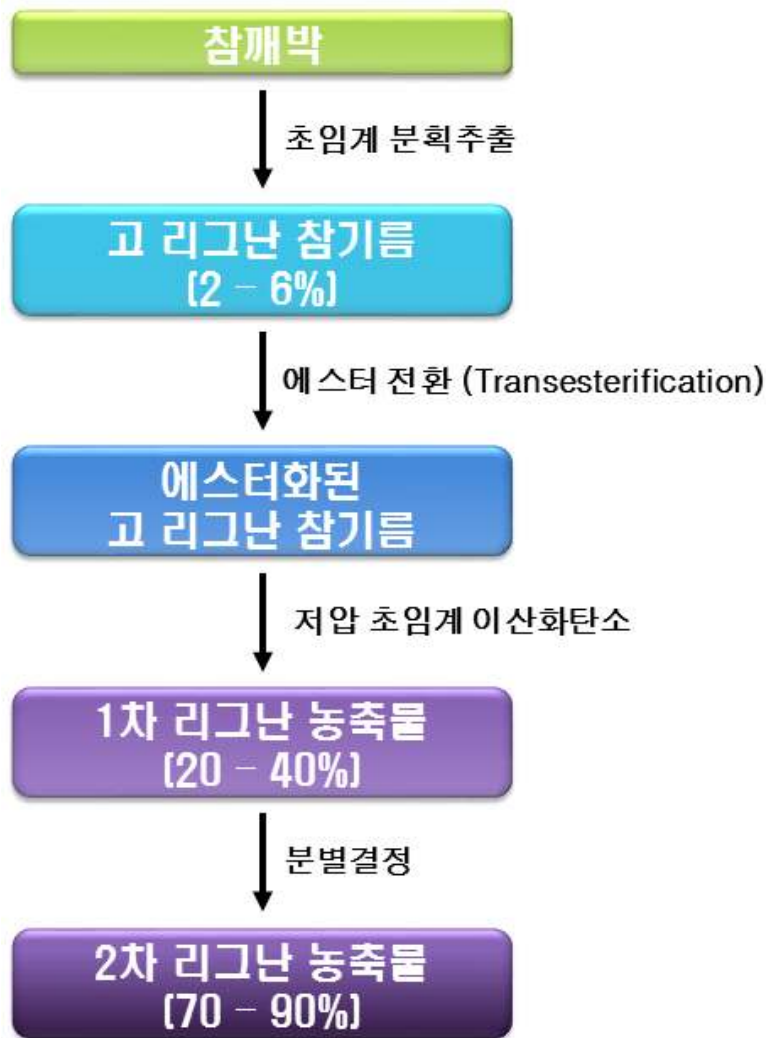 참깨박
초임계 분획추출
고 리그난 참기름
(2 – 6%)
에스터 전환 (Transesterification)
에스터화된
고 리그난 참기름
저압 초임계 이산화탄소
1차 리그난 농축물
(20 – 40%)
분별결정
2차 리그난 농축물
(70 – 90%)